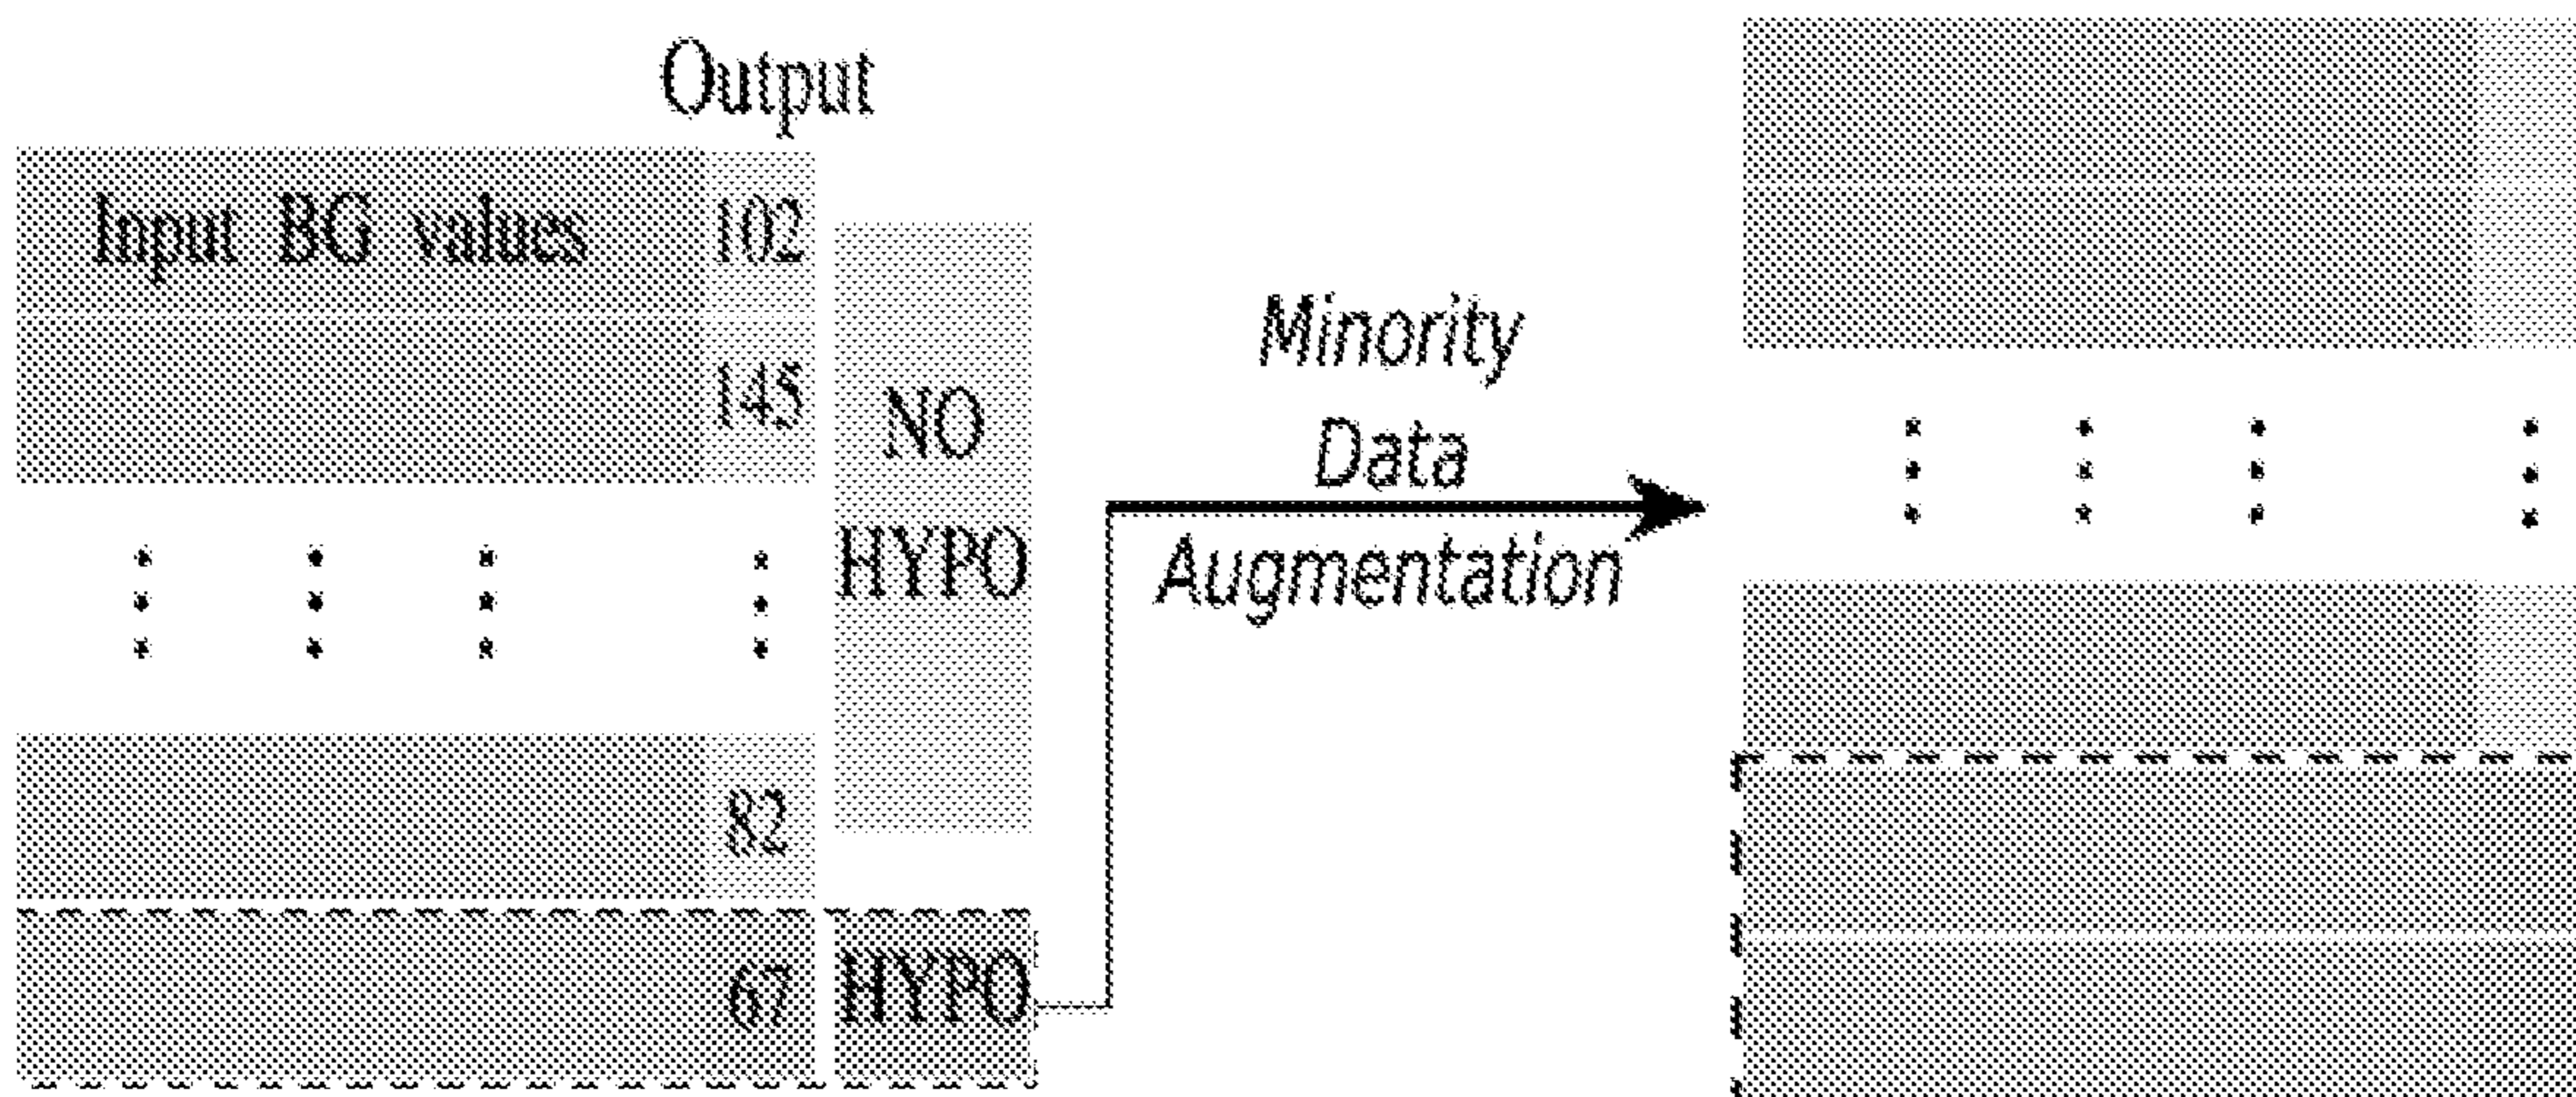 Output
Input BG values 102
145
NO
HYPO
82
67 HYPO
Minority
Data
Augmentation